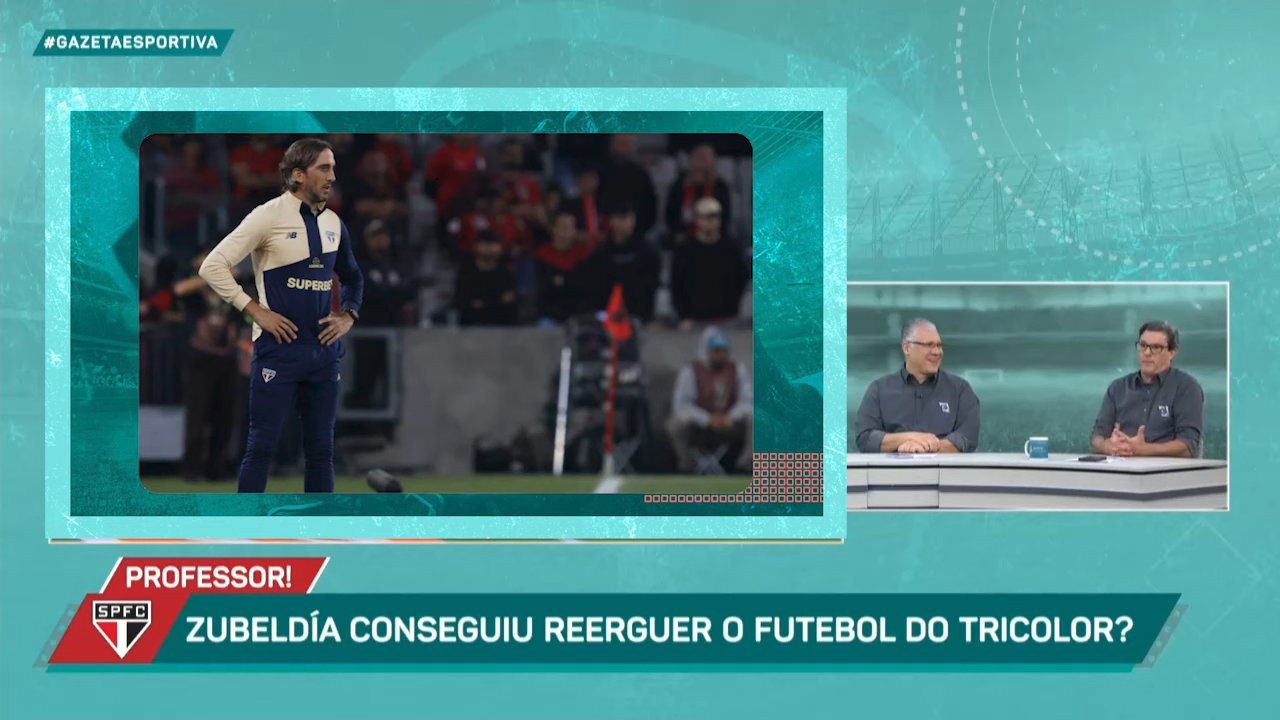 #GAZETAESPORTIVA
SUPERBET
PROFESSOR!
SPFC
ZUBELDÍA CONSEGUIU REERGUER O FUTEBOL DO TRICOLOR?